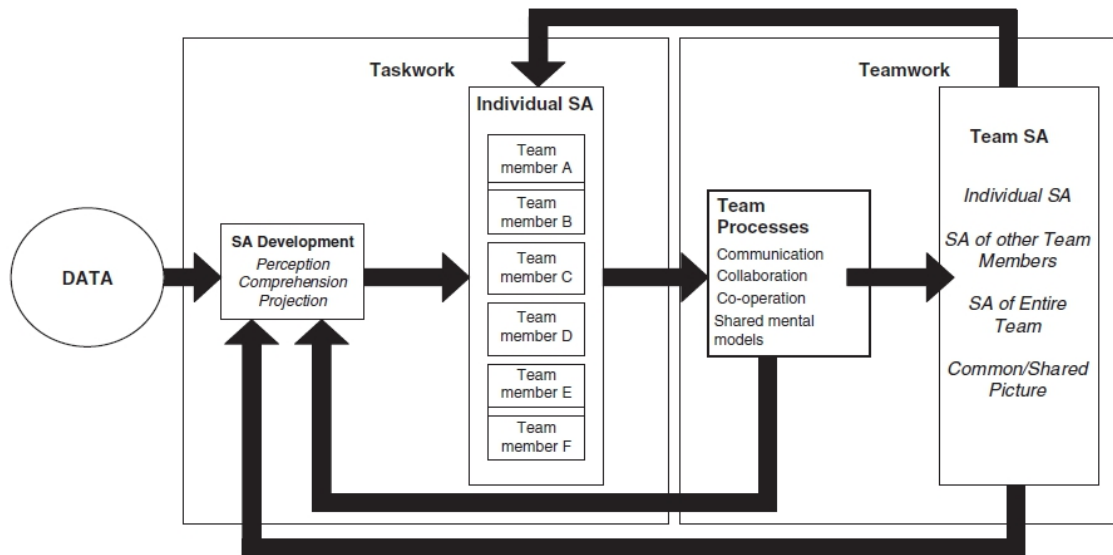 Taskwork
Teamwork
DATA
SA Development
Perception
Comprehension
Projection
Individual SA
Team
member A
Team
member B
Team
member C
Team
member D
Team
member E
Team
member F
Team
Processes
Communication
Collaboration
Co-operation
Shared mental
models
Team SA
Individual SA
SA of other Team
Members
SA of Entire
Team
Common/Shared
Picture